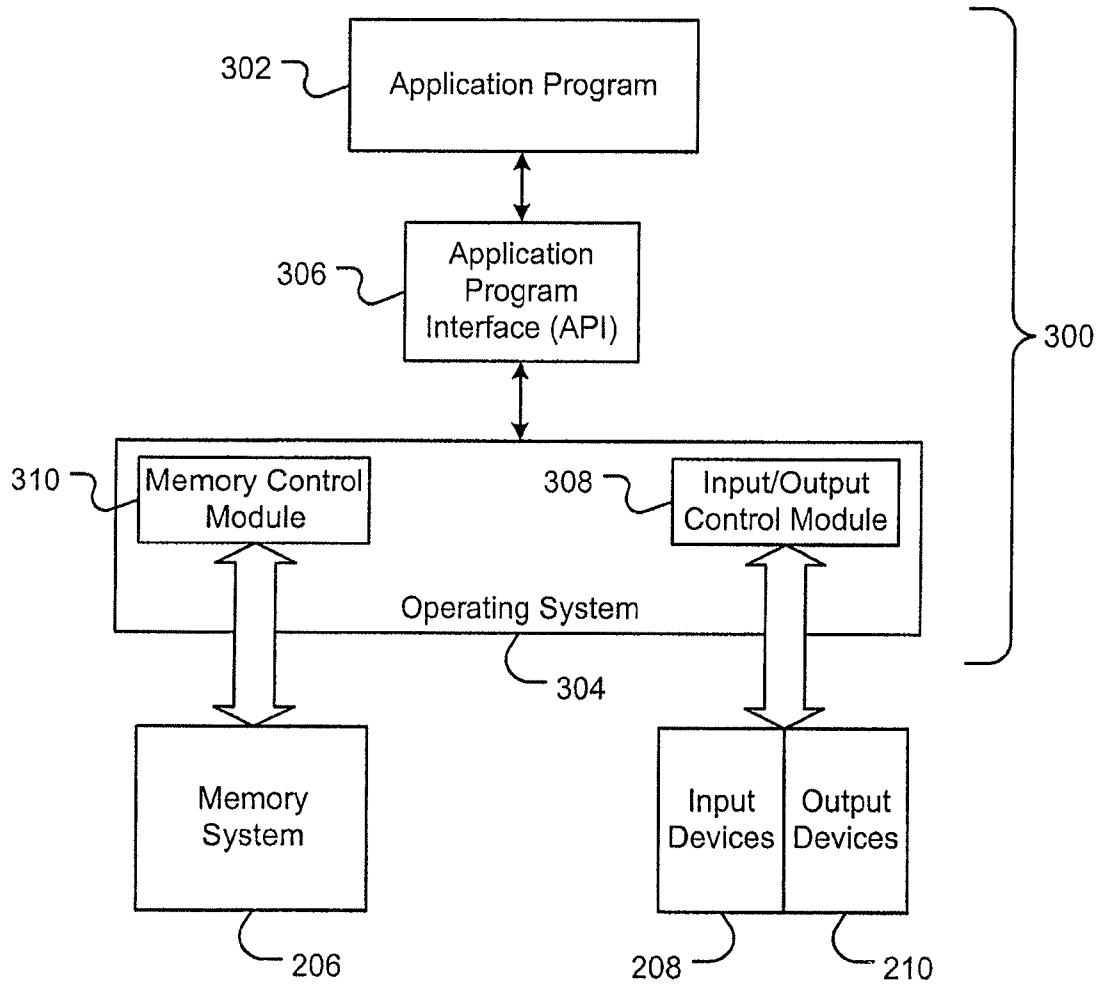 302
Application Program
306
Application
Program
Interface (API)
300
310
Memory Control
Module
308
Input/Output
Control Module
Operating System
304
Memory
System
Input
Devices
Output
Devices
206
208
210